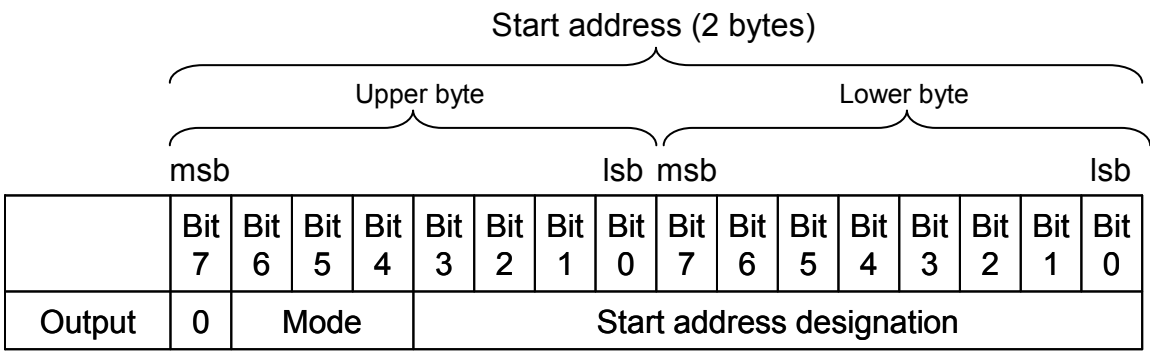 Start address (2 bytes)
Upper byte Lower byte
msb lsb msb lsb
Bit 7 Bit 6 Bit 5 Bit 4 Bit 3 Bit 2 Bit 1 Bit 0 Bit 7 Bit 6 Bit 5 Bit 4 Bit 3 Bit 2 Bit 1 Bit 0
Output 0 Mode Start address designation